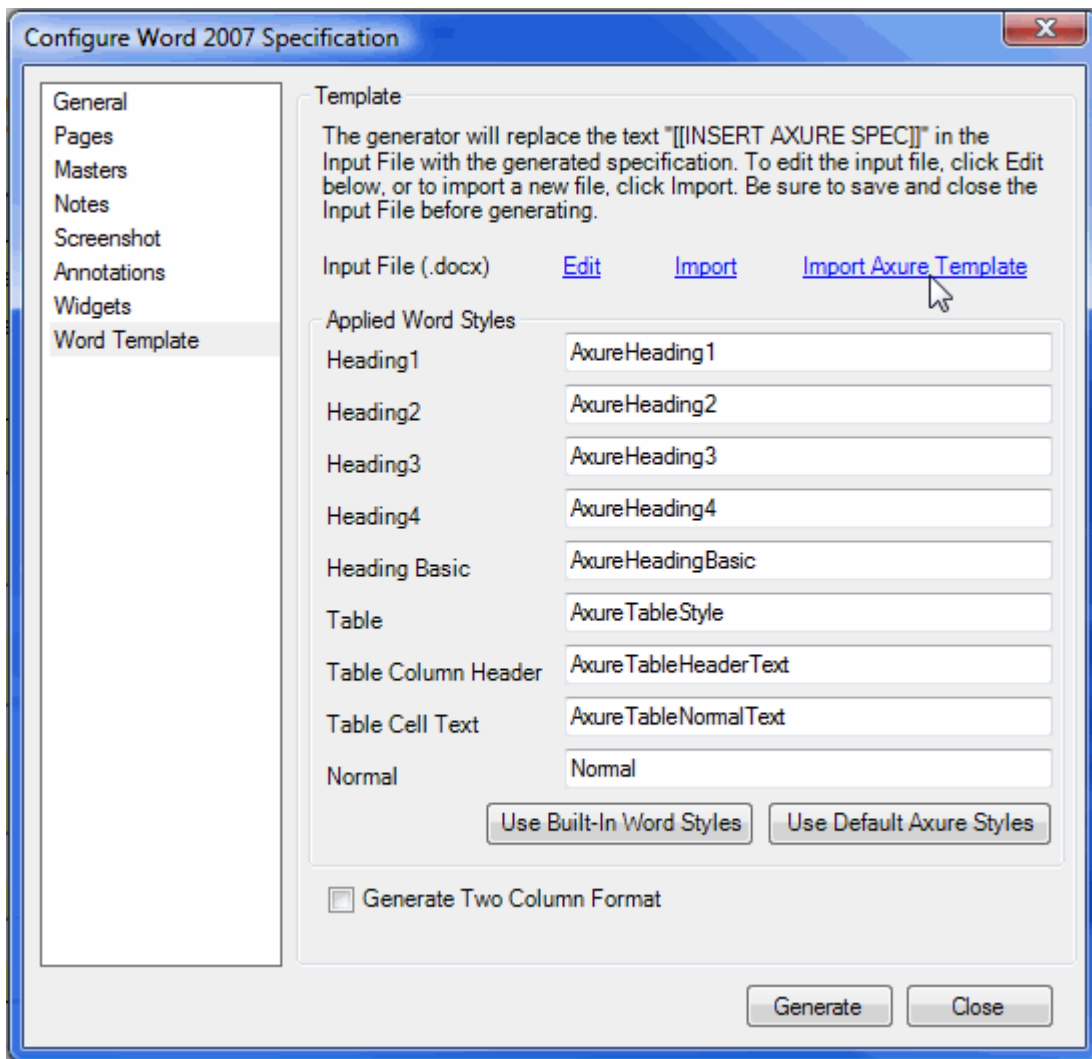 Configure Word 2007 Specification
X
General
Pages
Masters
Notes
Screenshot
Annotations
Widgets
Word Template
Template
The generator will replace the text "[[INSERT AXURE SPEC]]" in the
Input File with the generated specification. To edit the input file, click Edit
below, or to import a new file, click Import. Be sure to save and close the
Input File before generating.
Input File (.docx) Edit Import Import Axure Template
Applied Word Styles
Heading1 AxureHeading1
Heading2 AxureHeading2
Heading3 AxureHeading3
Heading4 AxureHeading4
Heading Basic AxureHeadingBasic
Table AxureTableStyle
Table Column Header AxureTableHeaderText
Table Cell Text AxureTableNormalText
Normal Normal
Use Built-In Word Styles Use Default Axure Styles
Generate Two Column Format
Generate Close